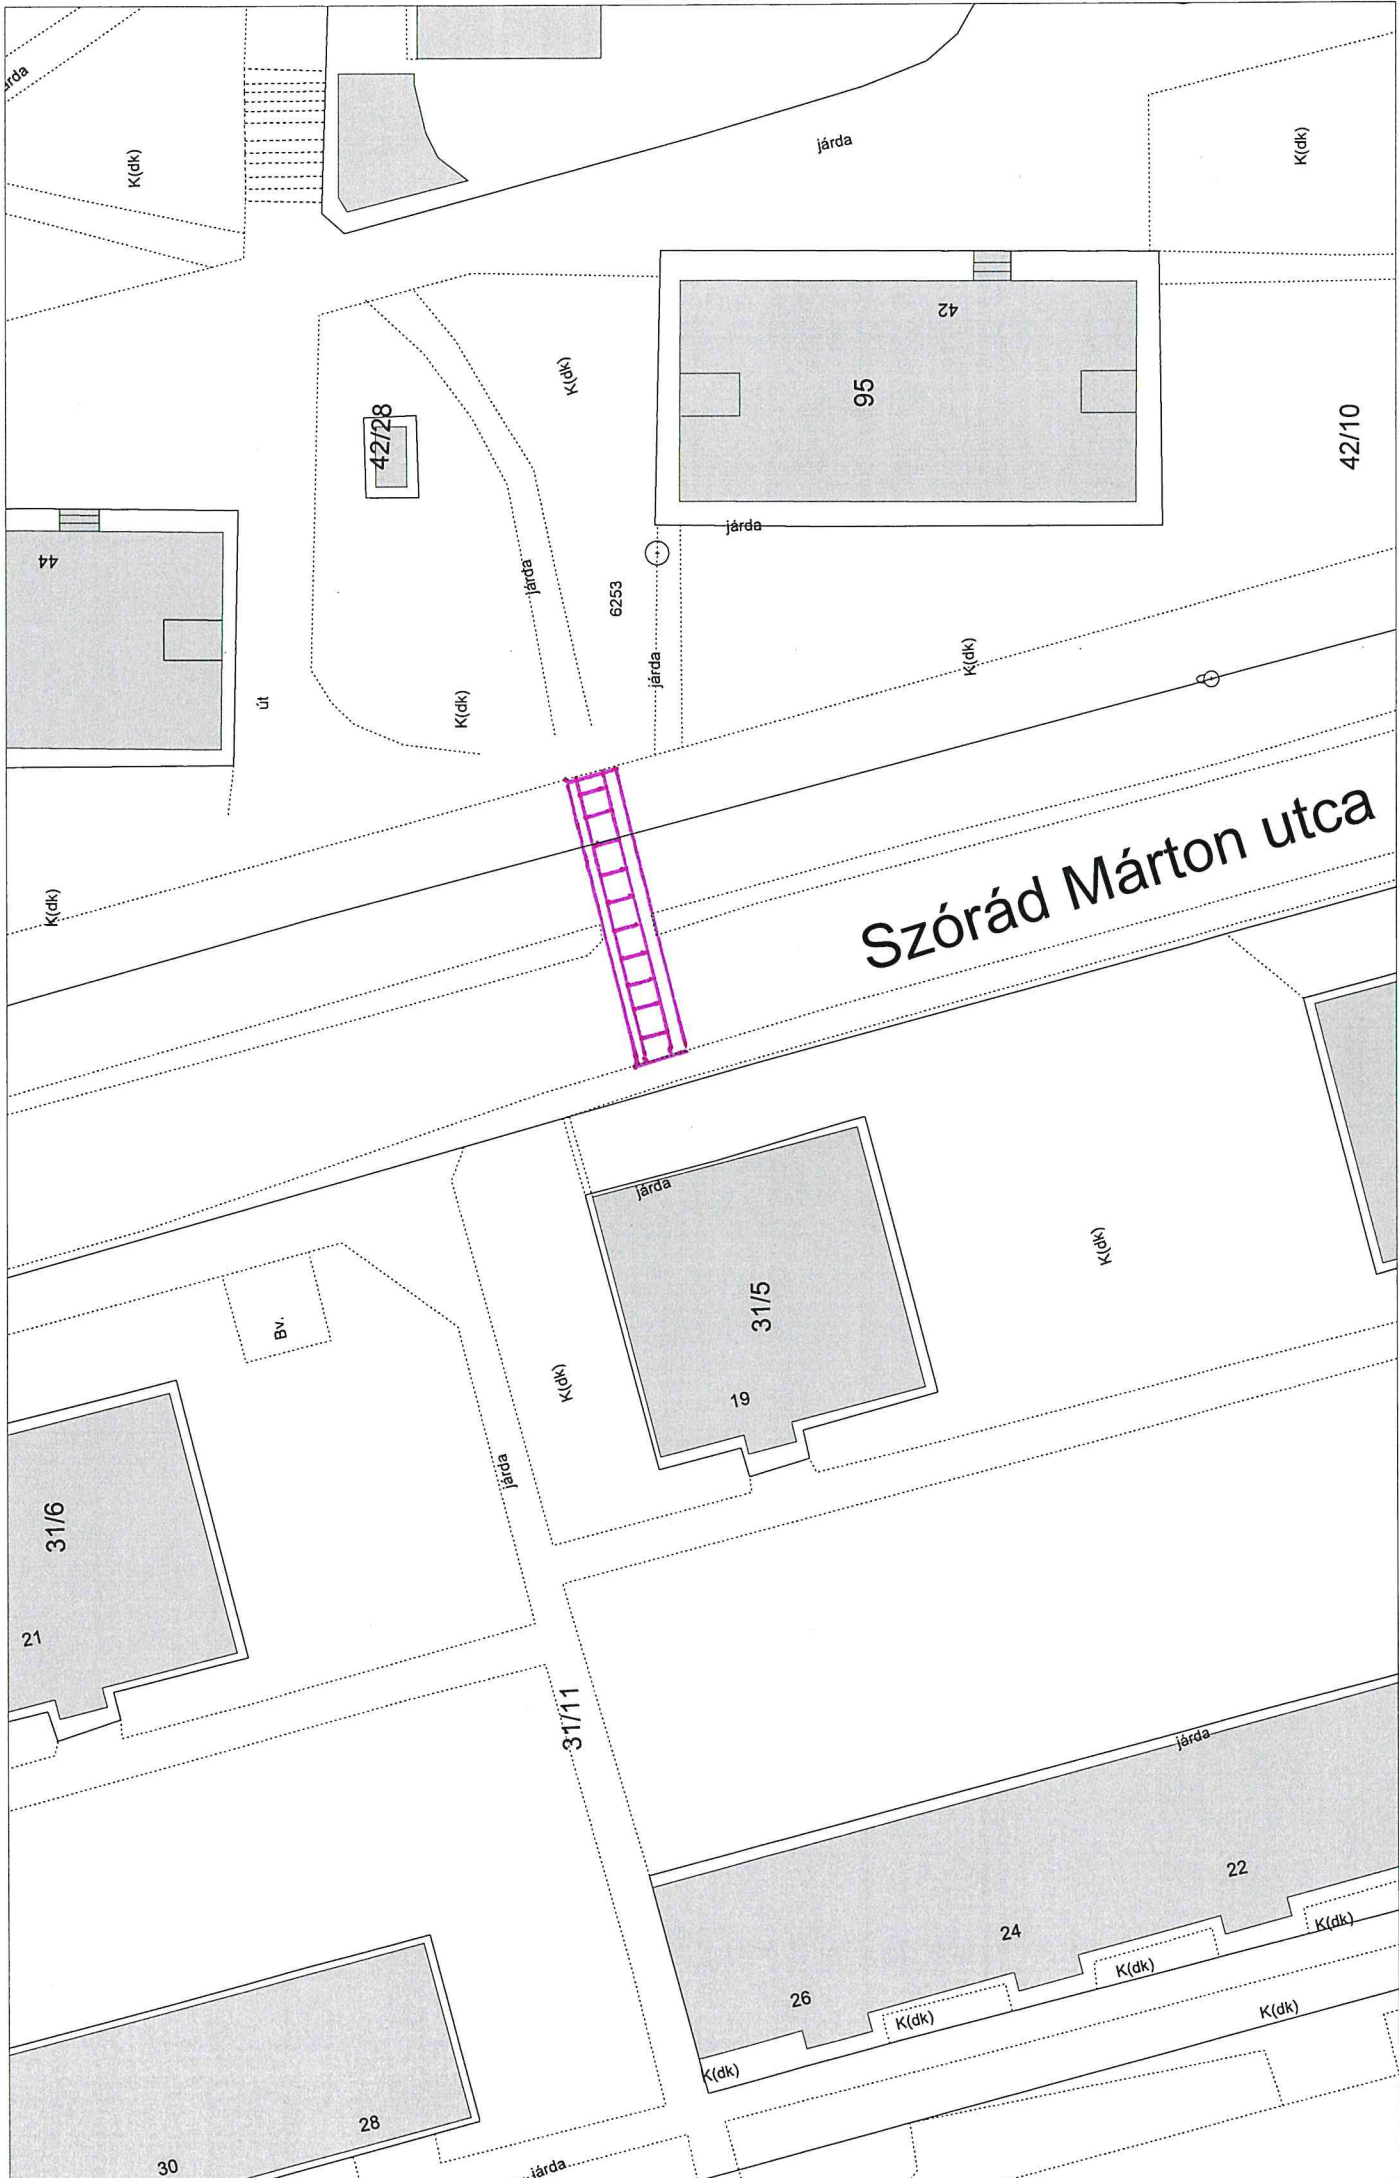 járda
K(dk)
járda
K(dk)
42
K(dk)
95
42/28
42/10
járda
44
járda
6253
járda
K(dk)
K(dk)
út
K(dk)
Szórád Márton utca
járda
K(dk)
31/5
Bv.
K(dk)
19
járda
31/6
21
31/11
járda
22
K(dk)
24
K(dk)
26
K(dk)
K(dk)
K(dk)
28
30
járda